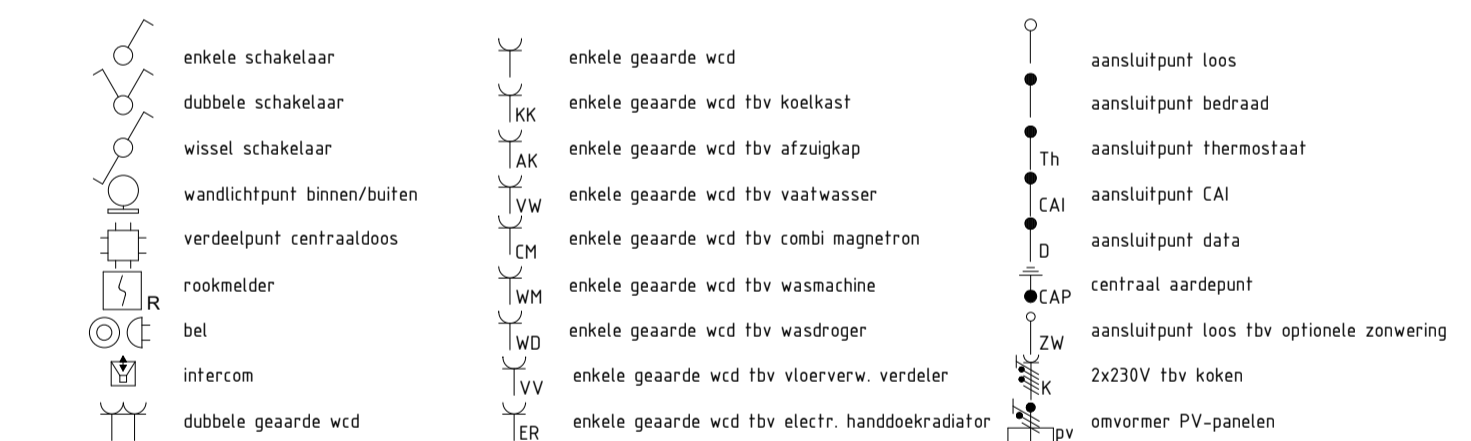 enkele schakelaar
dubbele schakelaar
wissel schakelaar
wandlichtpunt binnen/buiten
verdeelpunt centraaldoos
R rookmelder
bel
intercom
dubbele geaarde wcd
enkele geaarde wcd
KK enkele geaarde wcd tbv koelkast
AK enkele geaarde wcd tbv afzuigkap
VW enkele geaarde wcd tbv vaatwasser
CM enkele geaarde wcd tbv combi magnetron
WM enkele geaarde wcd tbv wasmachine
WD enkele geaarde wcd tbv wasdroger
VV enkele geaarde wcd tbv vloerverw. verdeler
ER enkele geaarde wcd tbv electr. handdoekradiator
aansluitpunt loos
aansluitpunt bedraad
Th aansluitpunt thermostaat
CAI aansluitpunt CAI
D aansluitpunt data
CAP centraal aardepunt
ZW aansluitpunt loos tbv optionele zonwering
K 2x230V tbv koken
pv omvormer PV-panelen